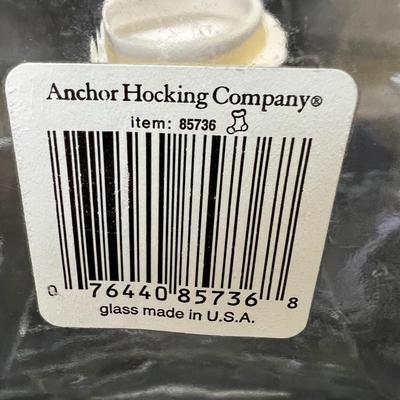 Anchor Hocking Company®
item: 85736
0 76440 85736 8
glass made in U.S.A.